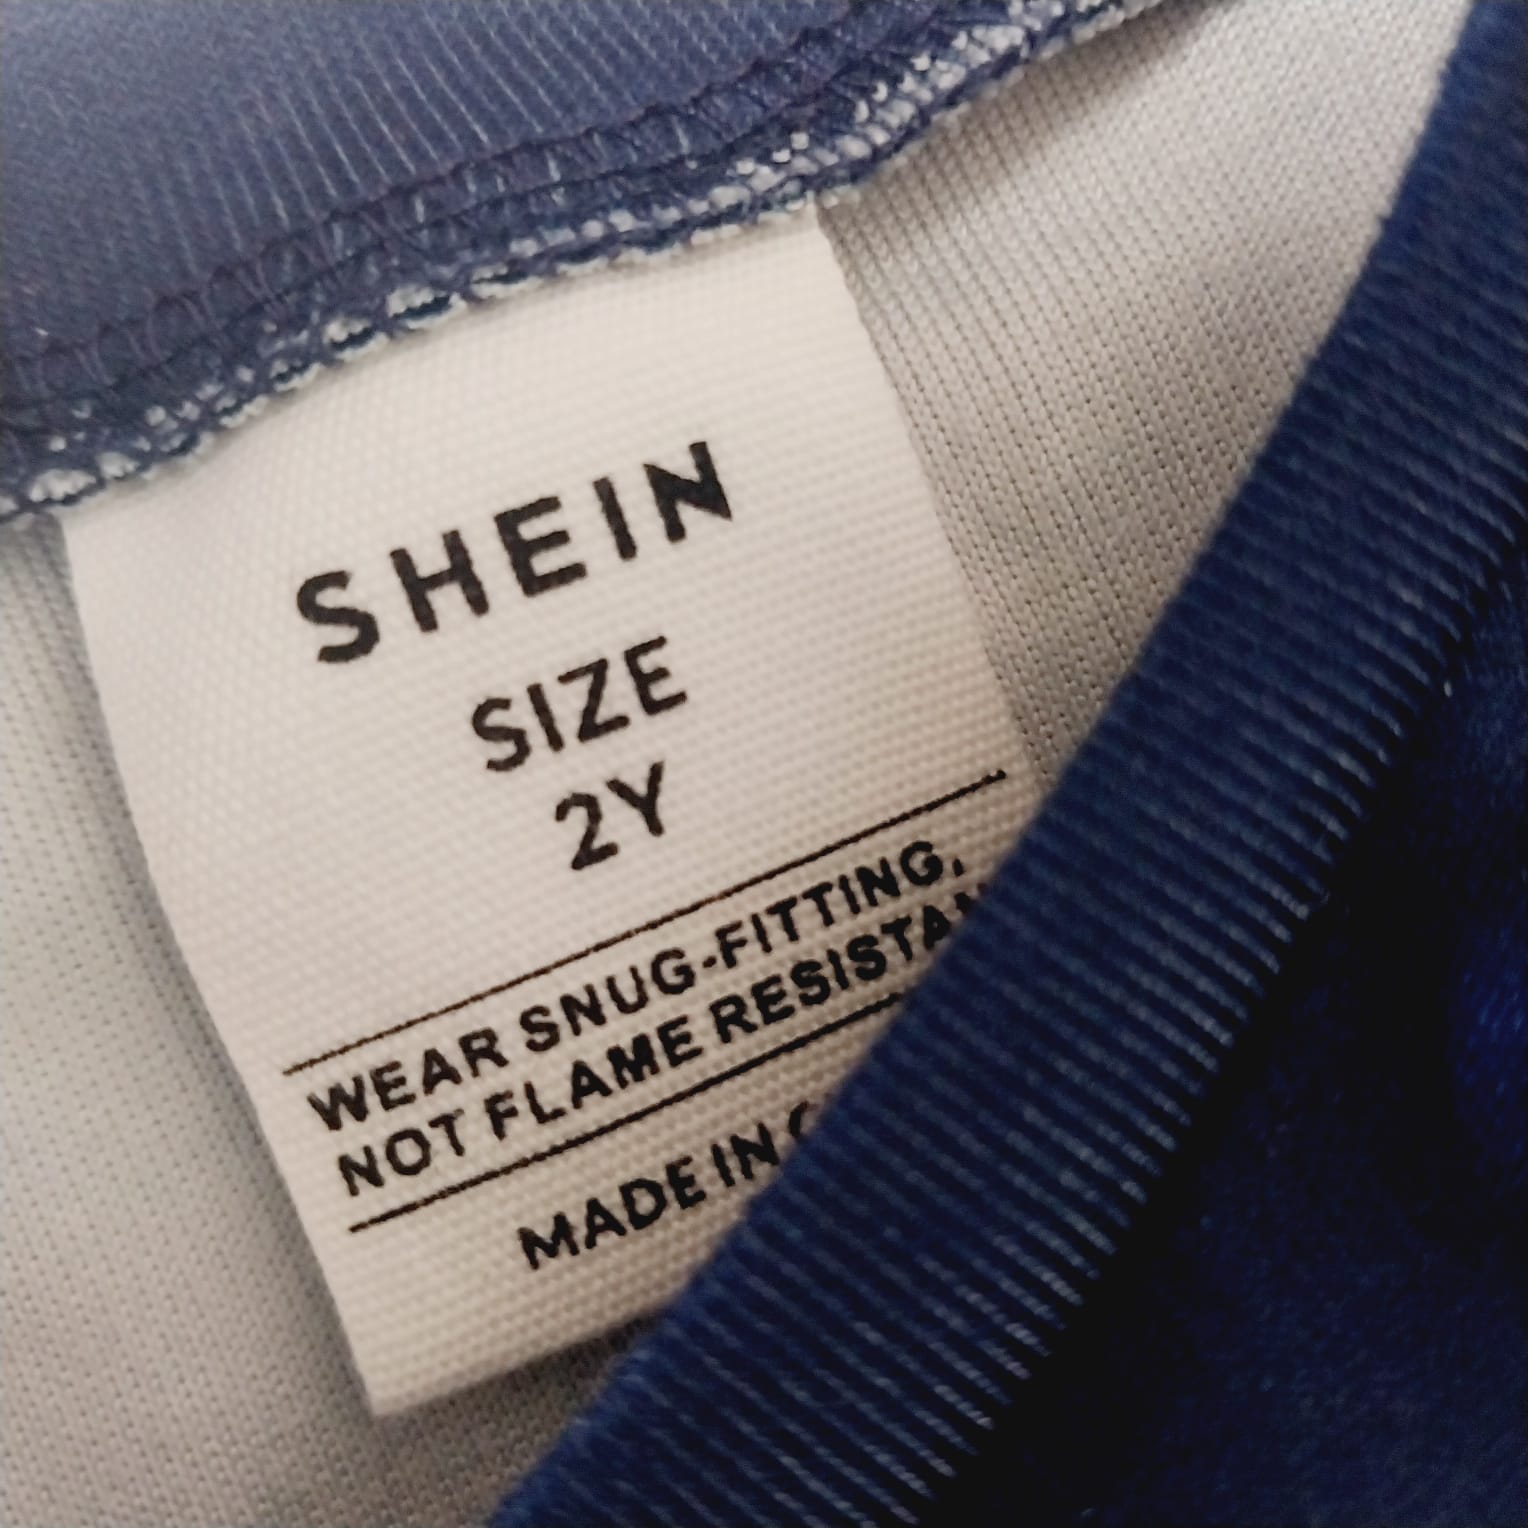 SHEIN
SIZE
2Y
WEAR SNUG-FITTING,
NOT FLAME
MADE IN